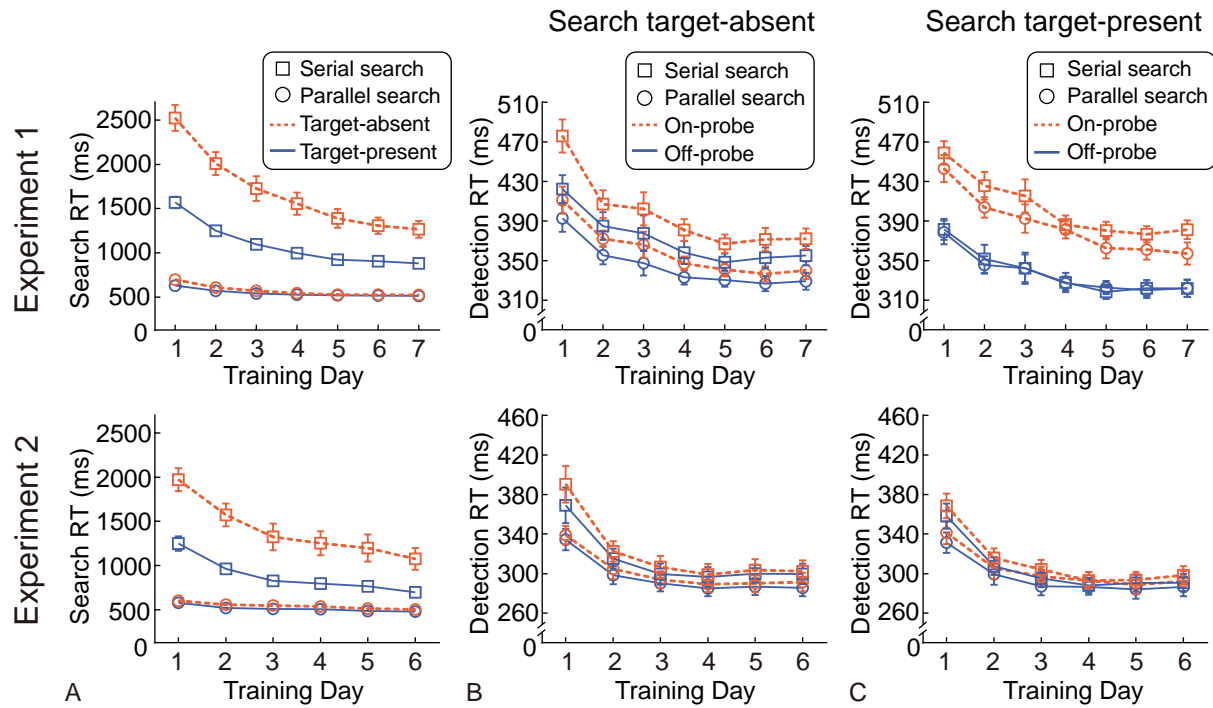 Search target-absent
Search target-present
Experiment 1
Search RT (ms)
2500
2000
1500
1000
500
0
Serial search
Parallel search
Target-absent
Target-present
1 2 3 4 5 6 7
Training Day
Detection RT (ms)
510
470
430
390
350
310
0
Serial search
Parallel search
On-probe
Off-probe
1 2 3 4 5 6 7
Training Day
Detection RT (ms)
510
470
430
390
350
310
0
Serial search
Parallel search
On-probe
Off-probe
1 2 3 4 5 6 7
Training Day
Experiment 2
Search RT (ms)
2500
2000
1500
1000
500
0
1 2 3 4 5 6
Training Day
A
Detection RT (ms)
460
420
380
340
300
260
0
1 2 3 4 5 6
Training Day
B
Detection RT (ms)
460
420
380
340
300
260
0
1 2 3 4 5 6
Training Day
C